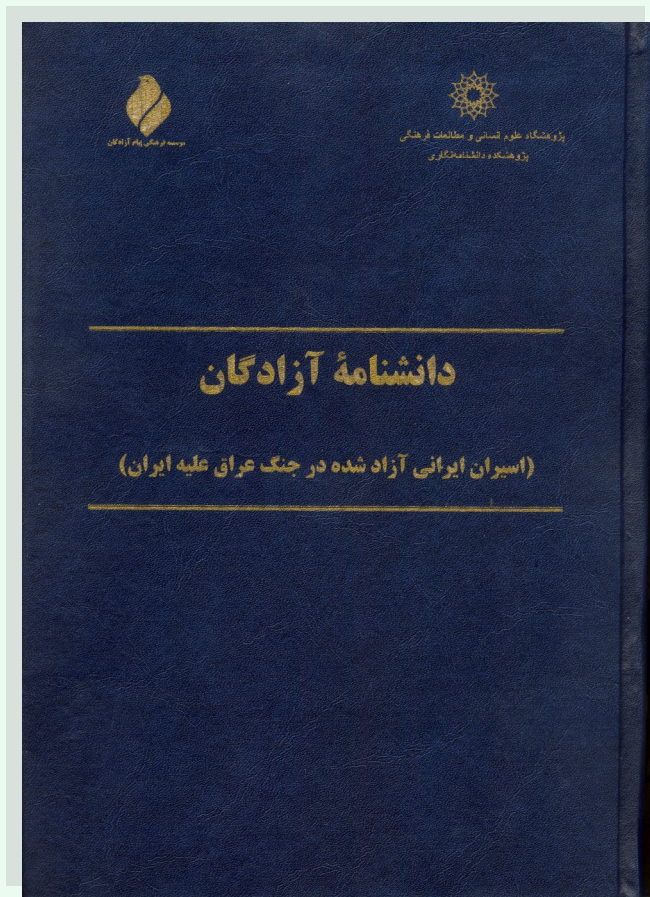 پژوهشگاه علوم انسانی و مطالعات فرهنگی
پژوهشکده دانشنامه‌نگاری
موسسه فرهنگی پیام آزادگان
دانشنامهٔ آزادگان
(اسیران ایرانی آزاد شده در جنگ عراق علیه ایران)